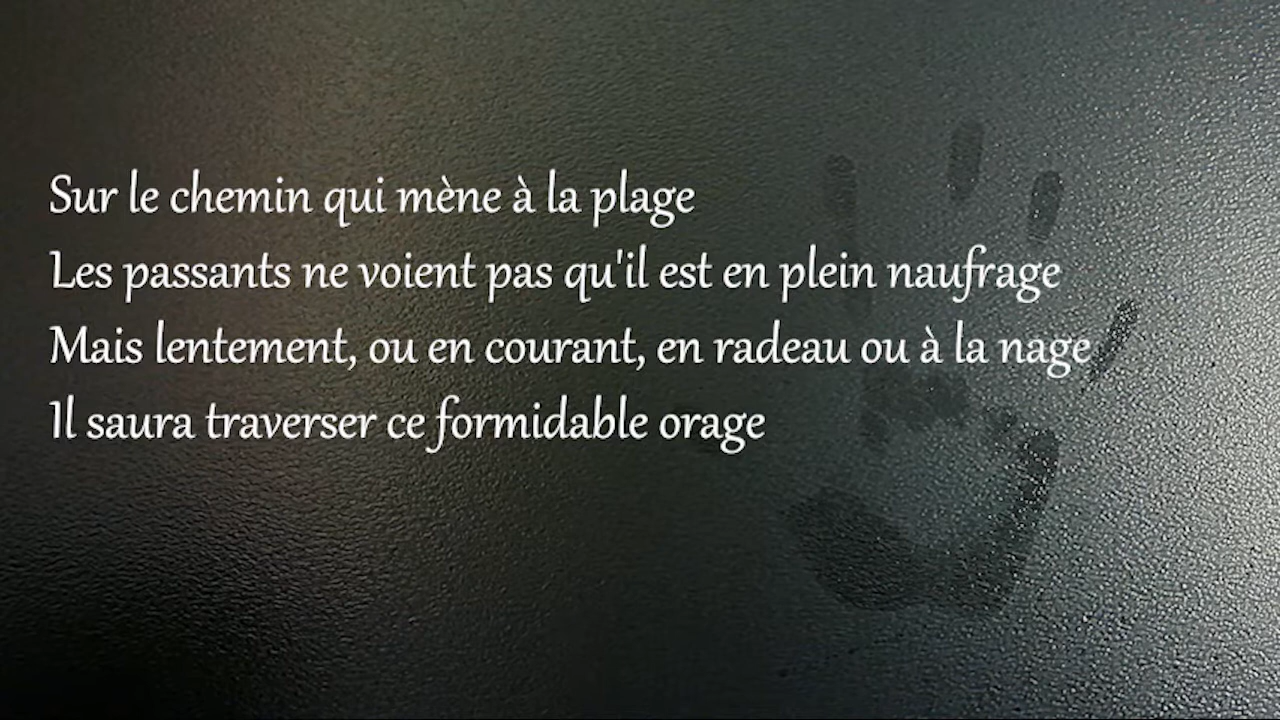 Sur le chemin qui mène à la plage
Les passants ne voient pas qu'il est en plein naufrage
Mais lentement, ou en courant, en radeau ou à la nage
Il saura traverser ce formidable orage